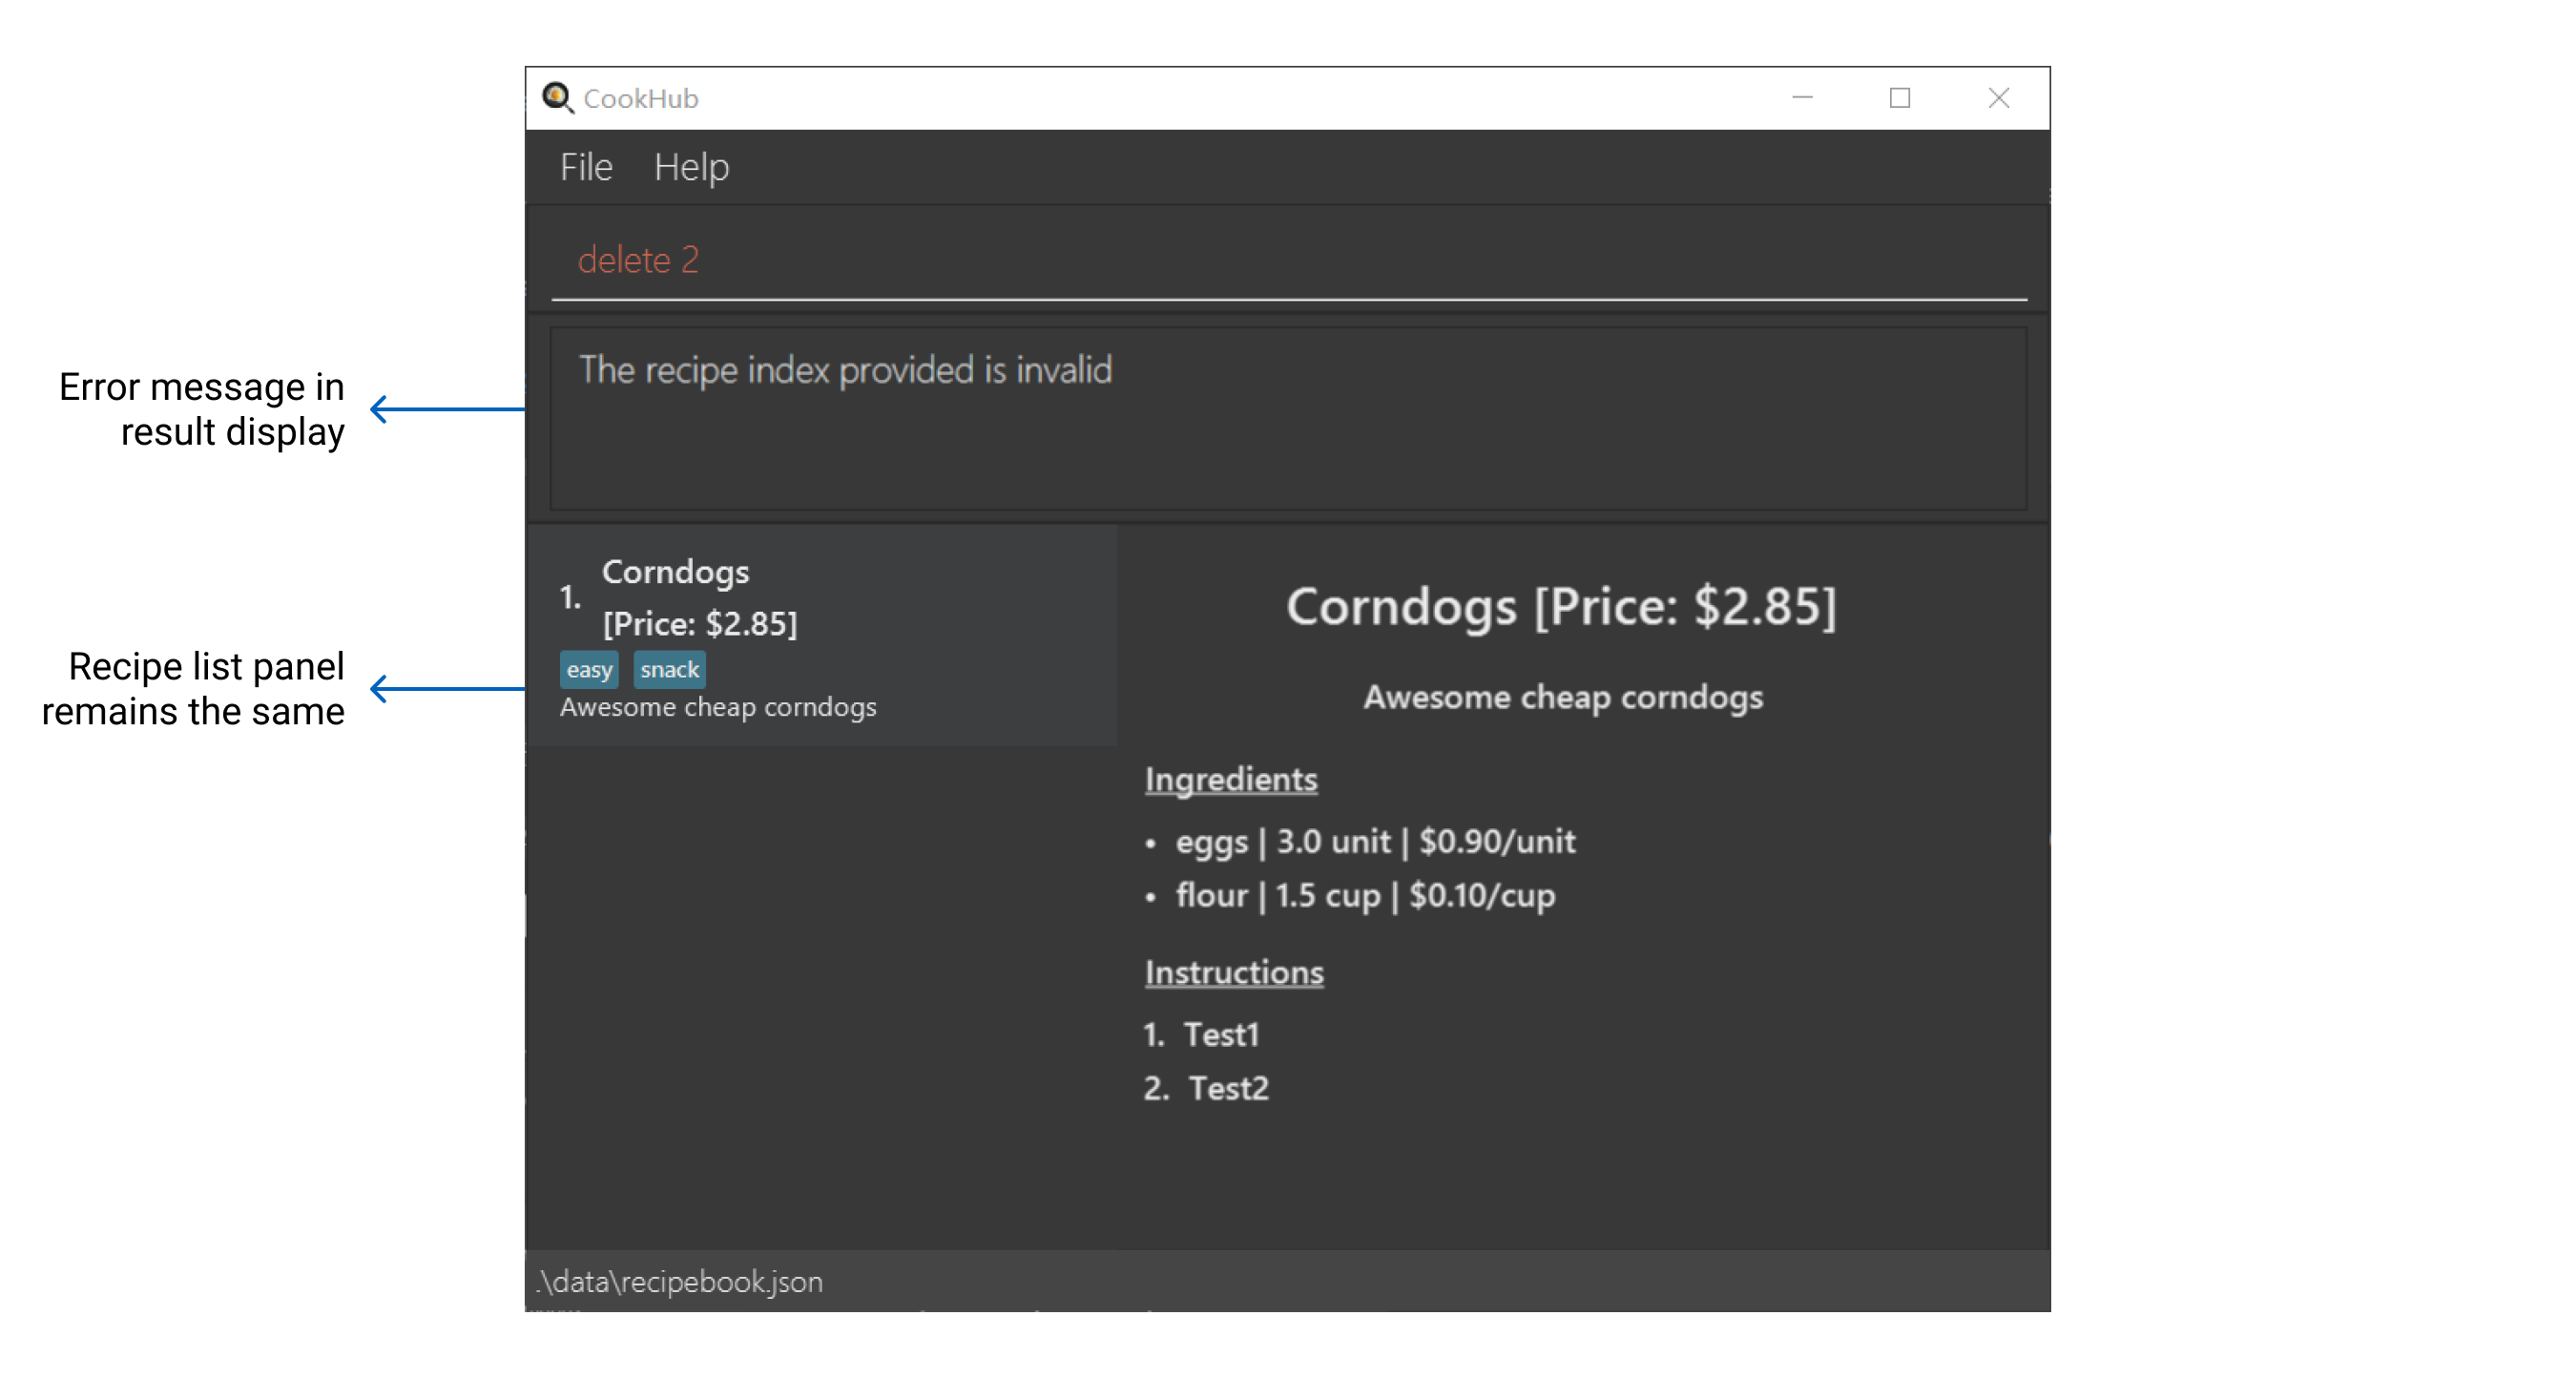 CookHub
File Help
delete 2
Error message in
result display
The recipe index provided is invalid
Recipe list panel
remains the same
1. Corndogs
[Price: $2.85]
easy snack
Awesome cheap corndogs
Corndogs [Price: $2.85]
Awesome cheap corndogs
Ingredients
• eggs | 3.0 unit | $0.90/unit
• flour | 1.5 cup | $0.10/cup
Instructions
1. Test1
2. Test2
.\data\recipebook.json